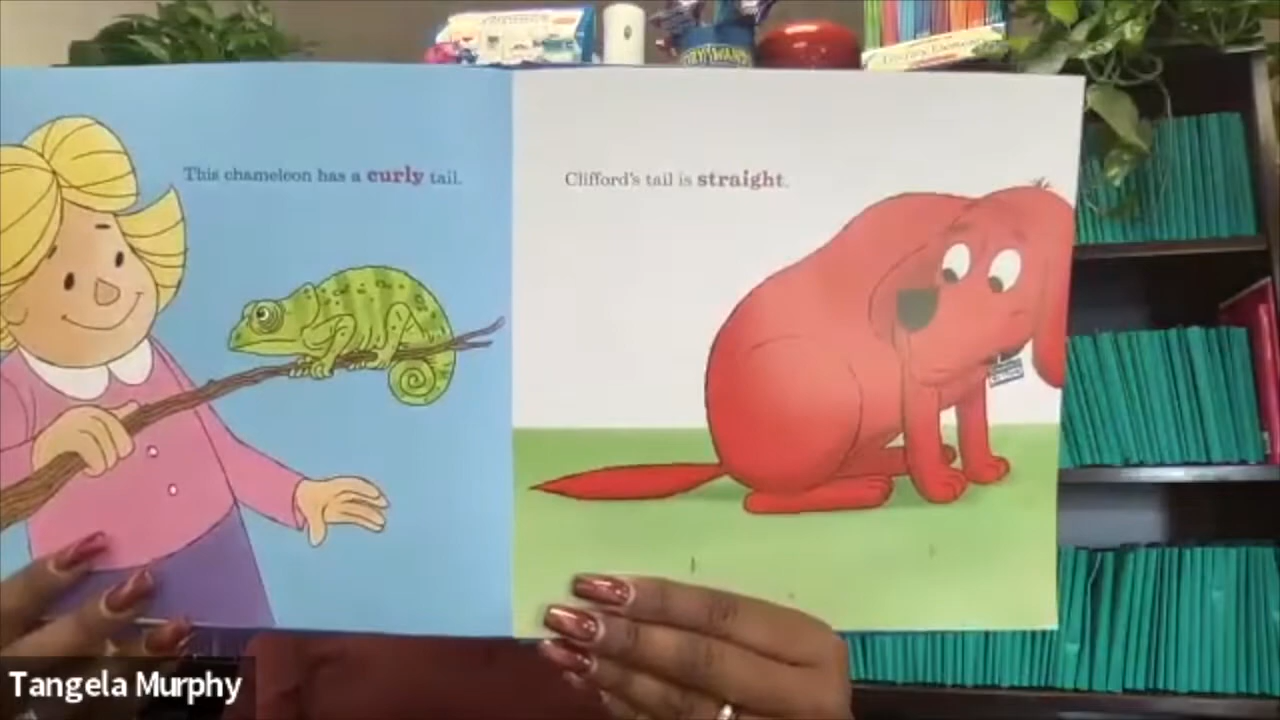 This chameleon has a curly tail.
Clifford's tail is straight.
Tangela Murphy